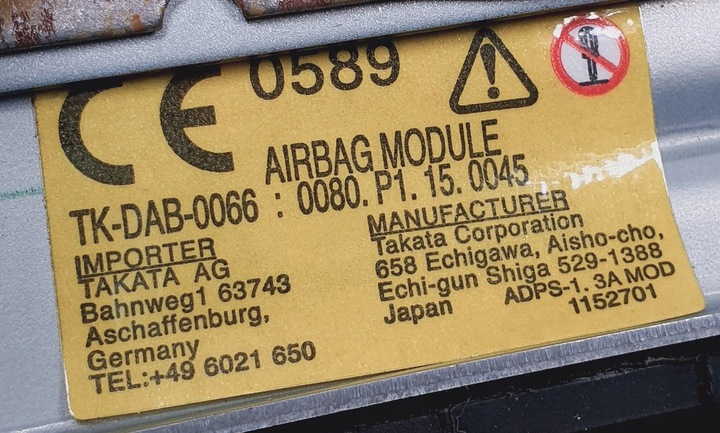 CE 0589
AIRBAG MODULE
TK-DAB-0066 : 0080. P1. 15. 0045
IMPORTER
TAKATA AG
Bahnweg1 63743
Aschaffenburg,
Germany
TEL:+49 6021 650
MANUFACTURER
Takata Corporation
658 Echigawa, Aisho-cho,
Echi-gun Shiga 529-1388
Japan ADPS-1. 3A MOD
1152701